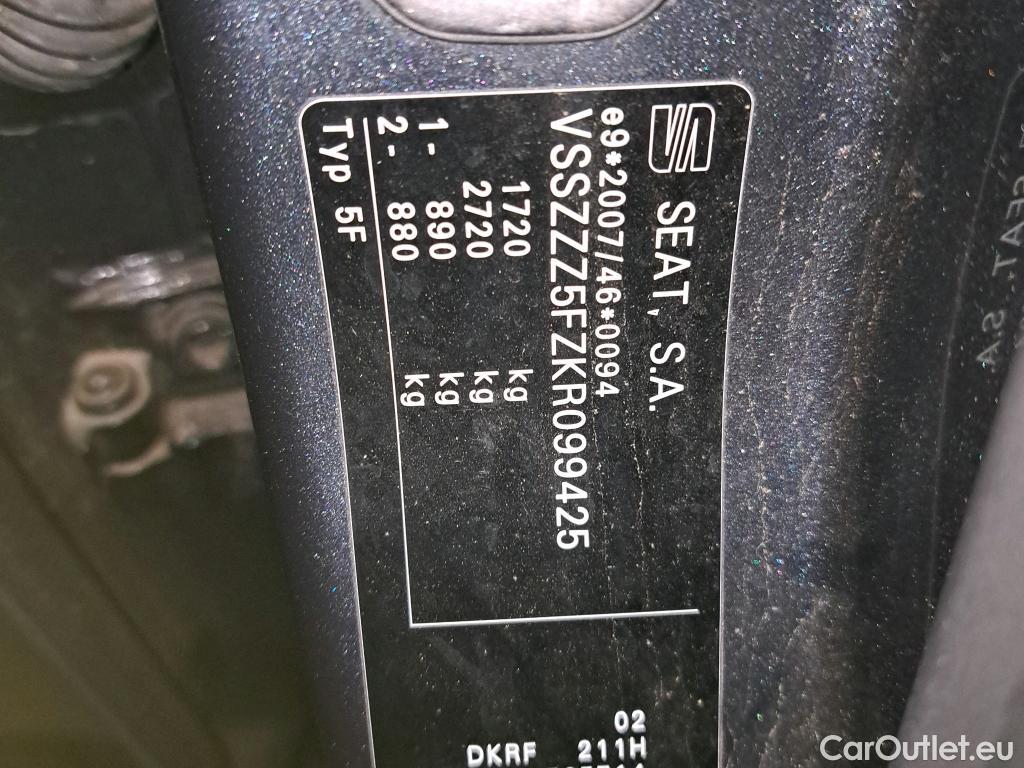 SEAT, S.A.
e9*2007/46*0094
VSSZZZ5FZKR099425
1720 kg
2720 kg
1- 890 kg
2- 880 kg
Typ 5F
02
DKRF 211H
CarOutlet.eu